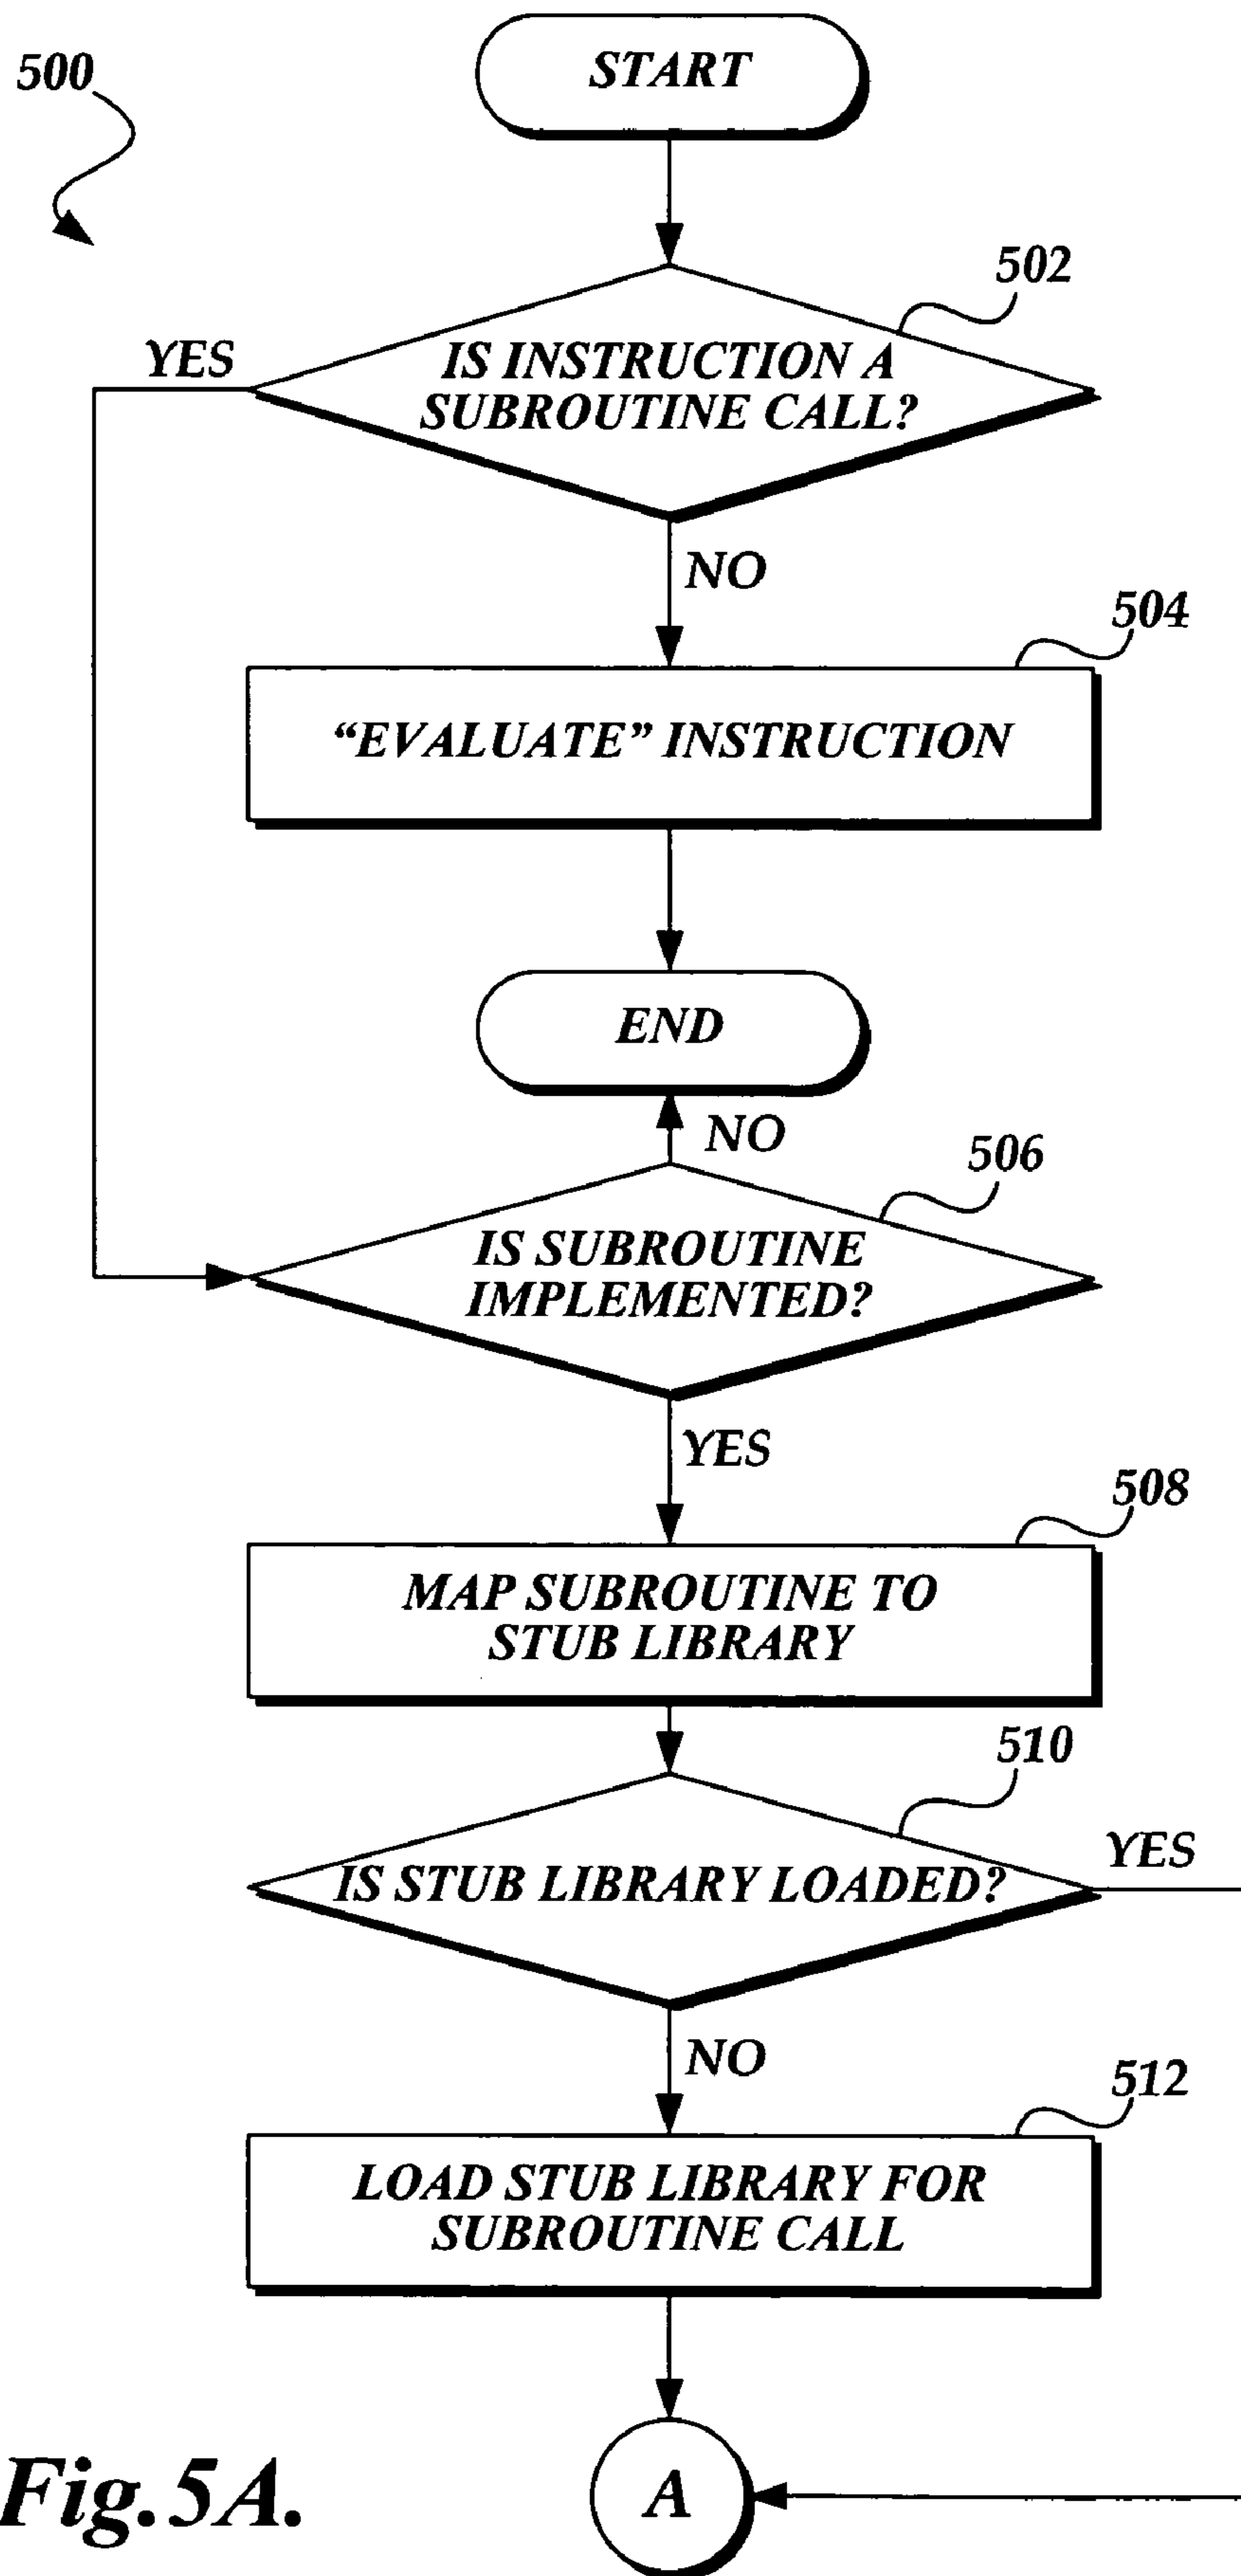 START
500
502
YES
IS INSTRUCTION A
SUBROUTINE CALL?
NO
504
“EVALUATE” INSTRUCTION
END
NO
506
IS SUBROUTINE
IMPLEMENTED?
YES
508
MAP SUBROUTINE TO
STUB LIBRARY
510
YES
IS STUB LIBRARY LOADED?
NO
512
LOAD STUB LIBRARY FOR
SUBROUTINE CALL
A
Fig.5A.